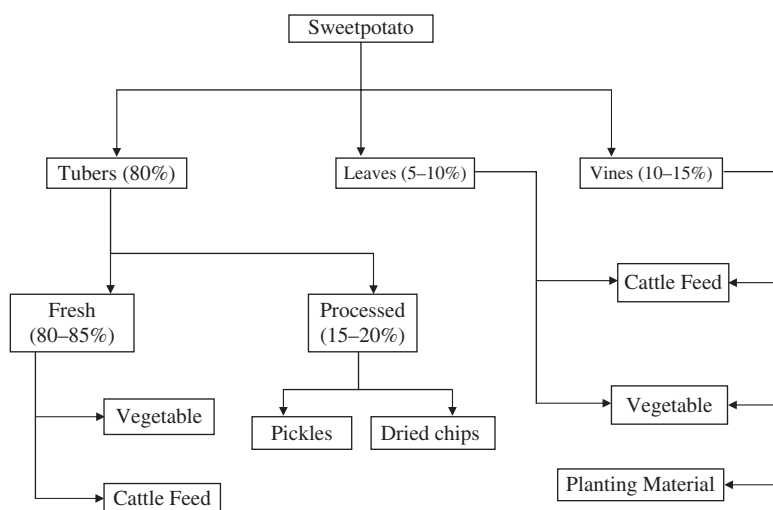 Sweetpotato
Tubers (80%)
Leaves (5–10%)
Vines (10–15%)
Cattle Feed
Fresh
(80–85%)
Processed
(15–20%)
Vegetable
Vegetable
Pickles
Dried chips
Planting Material
Cattle Feed